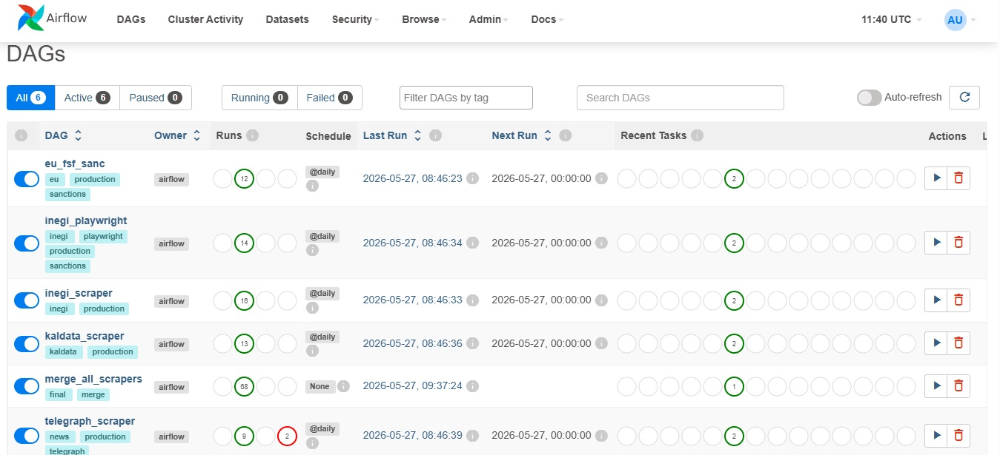 Airflow DAGs Cluster Activity Datasets Security Browse Admin Docs 11:40 UTC AU
DAGs
All 6 Active 6 Paused 0 Running 0 Failed 0 Filter DAGs by tag Search DAGs Auto-refresh
i DAG Owner Runs i Schedule Last Run i Next Run i Recent Tasks i Actions L
eu_fsf_sanc
eu production
sanctions
airflow 12 @daily i 2026-05-27, 08:46:23 i 2026-05-27, 00:00:00 i 2
inegi_playwright
inegi playwright
production
sanctions
airflow 14 @daily i 2026-05-27, 08:46:34 i 2026-05-27, 00:00:00 i 2
inegi_scraper
inegi production
airflow 16 @daily i 2026-05-27, 08:46:33 i 2026-05-27, 00:00:00 i 2
kaldata_scraper
kaldata production
airflow 13 @daily i 2026-05-27, 08:46:36 i 2026-05-27, 00:00:00 i 2
merge_all_scrapers
final merge
airflow 68 None i 2026-05-27, 09:37:24 i 1
telegraph_scraper
news production
telegraph
airflow 9 2 @daily i 2026-05-27, 08:46:39 i 2026-05-27, 00:00:00 i 2